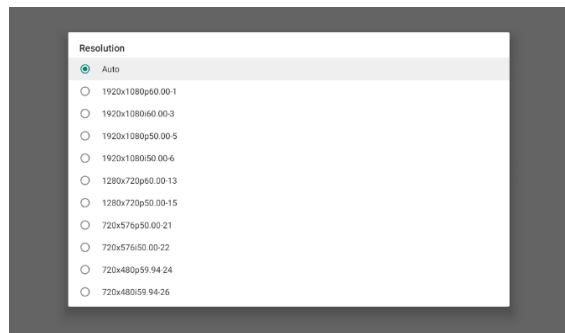 Resolution
Auto
1920x1080p60.00-1
1920x1080i60.00-3
1920x1080p50.00-5
1920x1080i50.00-6
1280x720p60.00-13
1280x720p50.00-15
720x576p50.00-21
720x576i50.00-22
720x480p59.94-24
720x480i59.94-26